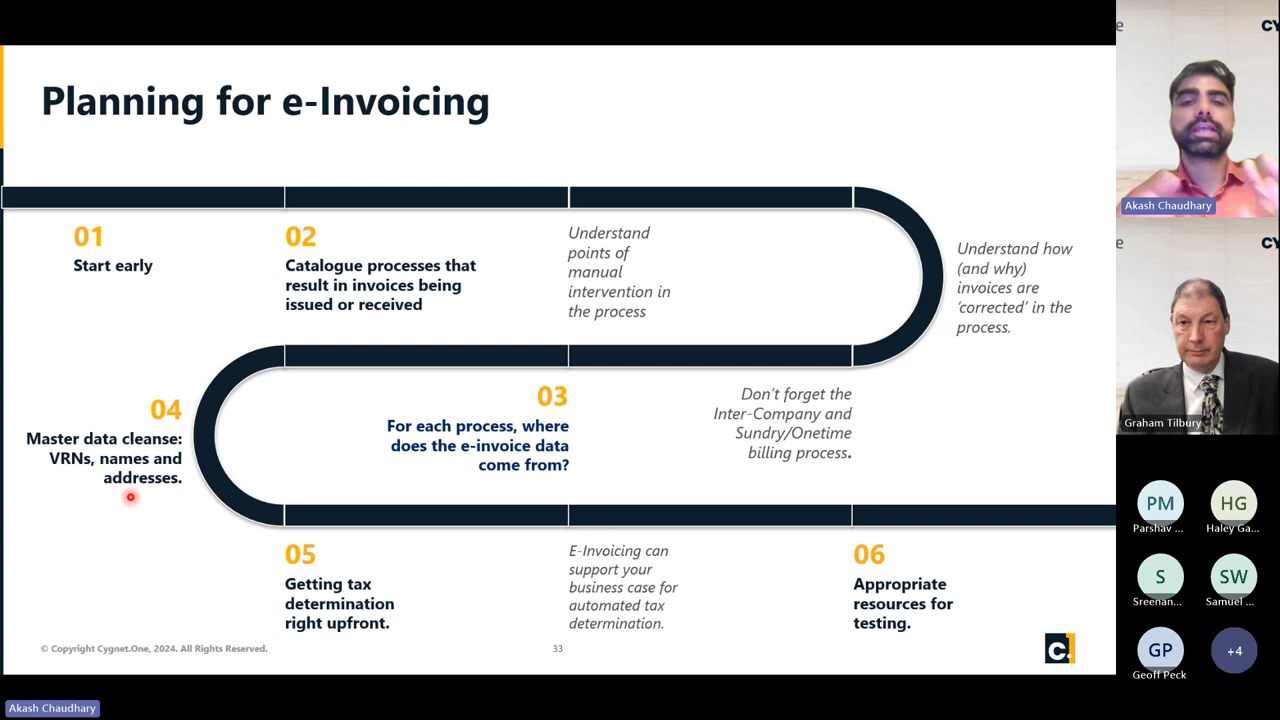 Planning for e-Invoicing
01
Start early
02
Catalogue processes that
result in invoices being
issued or received
Understand
points of
manual
intervention in
the process
Understand how
(and why)
invoices are
‘corrected’ in the
process.
Don’t forget the
Inter-Company and
Sundry/Onetime
billing process.
03
For each process, where
does the e-invoice data
come from?
04
Master data cleanse:
VRNs, names and
addresses.
05
Getting tax
determination
right upfront.
E-Invoicing can
support your
business case for
automated tax
determination.
06
Appropriate
resources for
testing.
© Copyright Cygnet.One, 2024. All Rights Reserved.
33
C.
e
CY
Akash Chaudhary
e
CY
Graham Tilbury
PM
HG
Parshav ...
Haley Ga...
S
SW
Sreenan...
Samuel ...
GP
+4
Geoff Peck
Akash Chaudhary